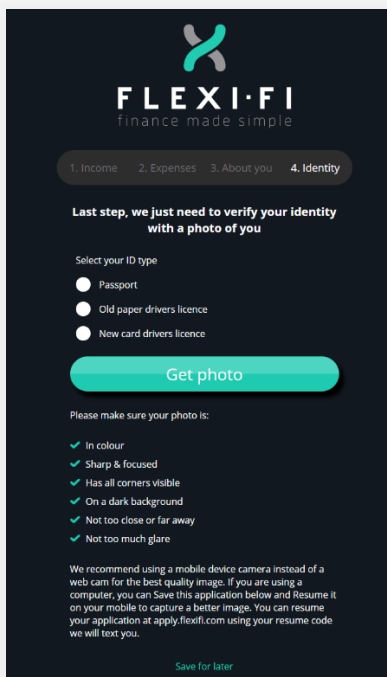 FLEXI·FI
finance made simple
1. Income 2. Expenses 3. About you 4. Identity
Last step, we just need to verify your identity
with a photo of you
Select your ID type
Passport
Old paper drivers licence
New card drivers licence
Get photo
Please make sure your photo is:
In colour
Sharp & focused
Has all corners visible
On a dark background
Not too close or far away
Not too much glare
We recommend using a mobile device camera instead of a
web cam for the best quality image. If you are using a
computer, you can Save this application below and Resume it
on your mobile to capture a better image. You can resume
your application at apply.flexifi.com using your resume code
we will text you.
Save for later